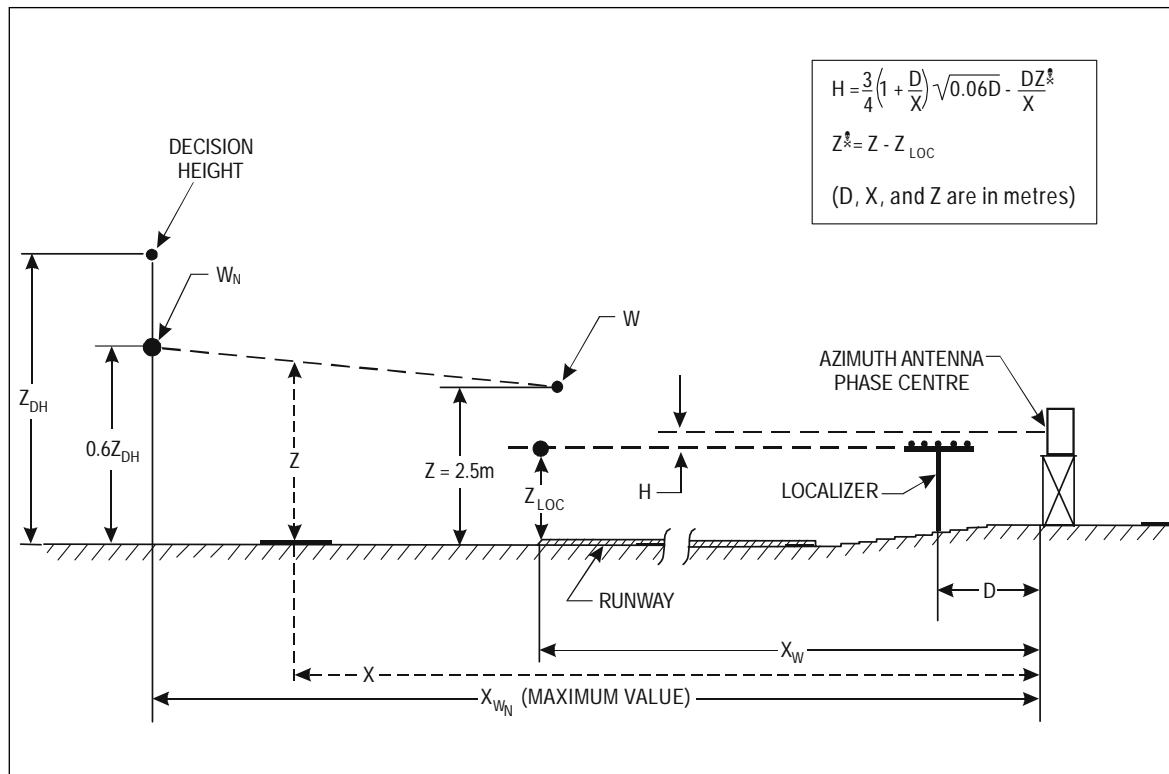 H = 3/4 (1 + D/X) √0.06D - DZ*/X
Z* = Z - Z LOC
(D, X, and Z are in metres)
DECISION
HEIGHT
W N
W
AZIMUTH ANTENNA
PHASE CENTRE
Z DH
0.6Z DH
Z
Z = 2.5m
Z LOC
H
LOCALIZER
RUNWAY
D
X W
X
X W N (MAXIMUM VALUE)